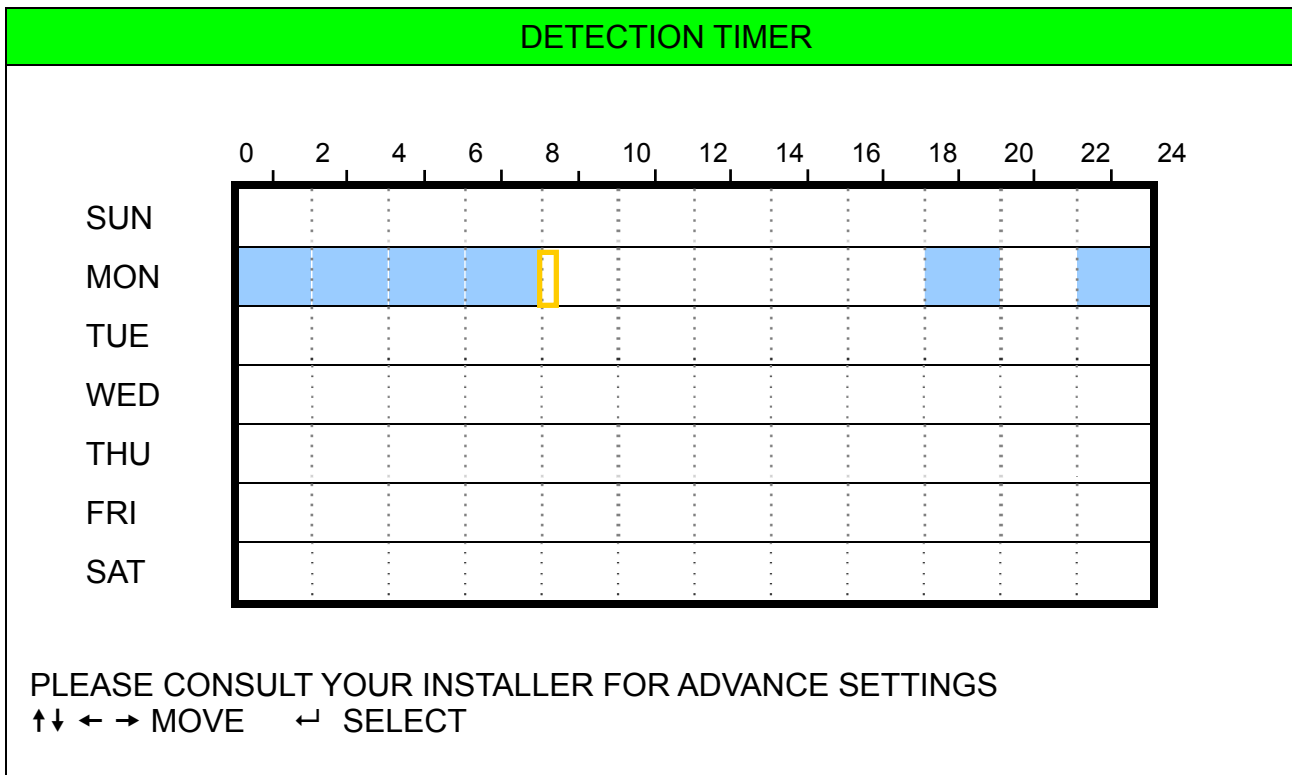 DETECTION TIMER
0 2 4 6 8 10 12 14 16 18 20 22 24
SUN
MON
TUE
WED
THU
FRI
SAT
PLEASE CONSULT YOUR INSTALLER FOR ADVANCE SETTINGS
↑↓ ← → MOVE ↵ SELECT